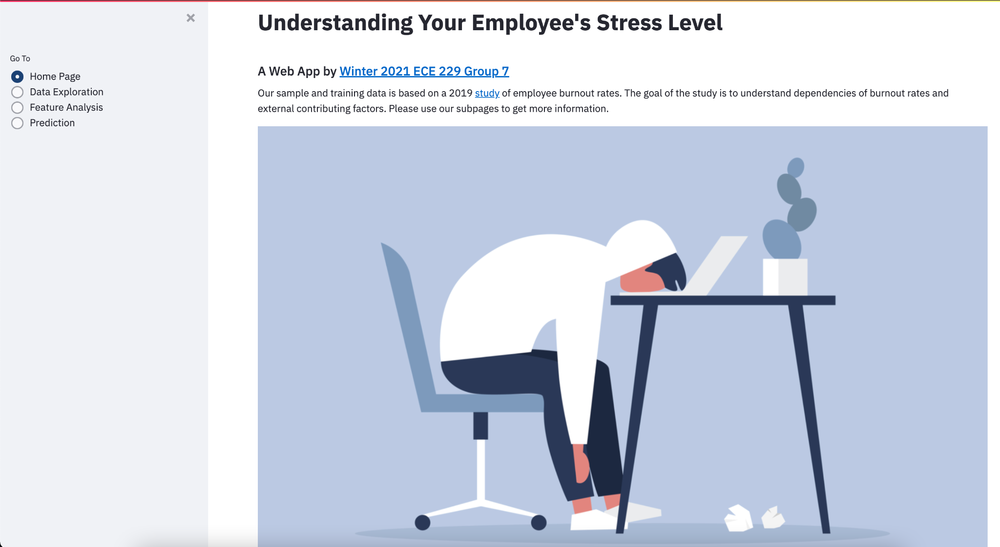 Go To
Home Page
Data Exploration
Feature Analysis
Prediction
Understanding Your Employee's Stress Level
A Web App by Winter 2021 ECE 229 Group 7
Our sample and training data is based on a 2019 study of employee burnout rates. The goal of the study is to understand dependencies of burnout rates and
external contributing factors. Please use our subpages to get more information.